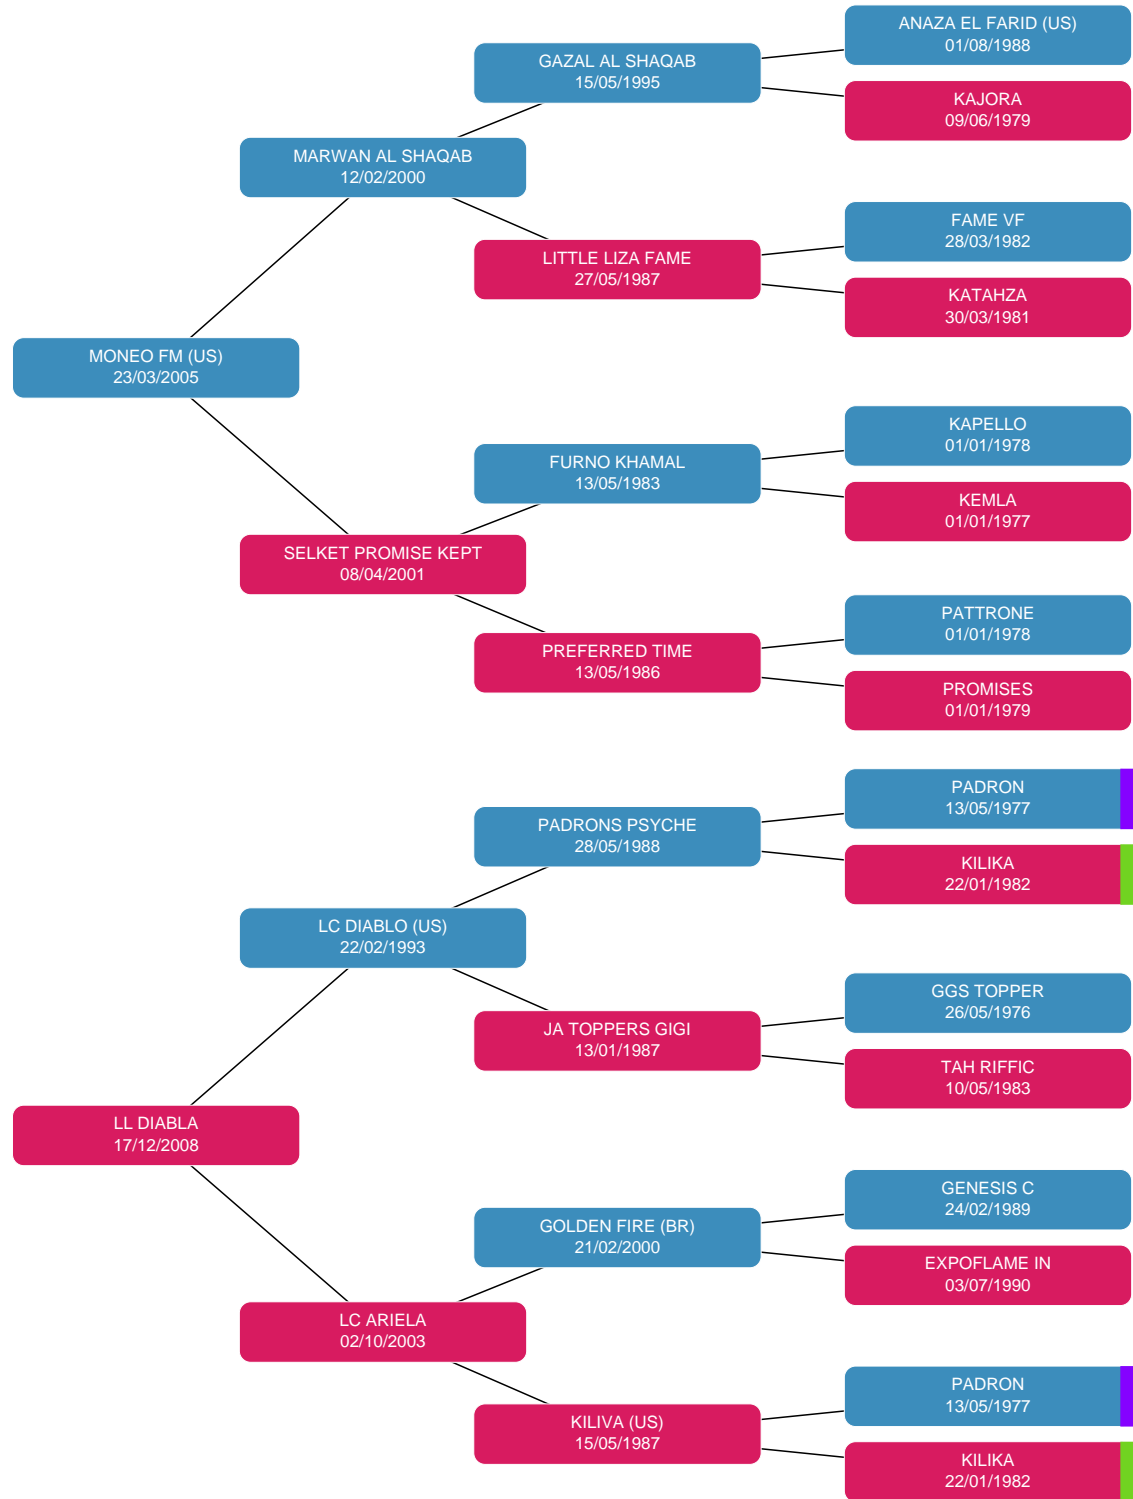 ANAZA EL FARID (US)
01/08/1988
GAZAL AL SHAQAB
15/05/1995
KAJORA
09/06/1979
MARWAN AL SHAQAB
12/02/2000
FAME VF
28/03/1982
LITTLE LIZA FAME
27/05/1987
KATAHZA
30/03/1981
MONEO FM (US)
23/03/2005
KAPELLO
01/01/1978
FURNO KHAMAL
13/05/1983
KEMLA
01/01/1977
SELKET PROMISE KEPT
08/04/2001
PATTRONE
01/01/1978
PREFERRED TIME
13/05/1986
PROMISES
01/01/1979
PADRON
13/05/1977
PADRONS PSYCHE
28/05/1988
KILIKA
22/01/1982
LC DIABLO (US)
22/02/1993
GGS TOPPER
26/05/1976
JA TOPPERS GIGI
13/01/1987
TAH RIFFIC
10/05/1983
LL DIABLA
17/12/2008
GENESIS C
24/02/1989
GOLDEN FIRE (BR)
21/02/2000
EXPOFLAME IN
03/07/1990
LC ARIELA
02/10/2003
PADRON
13/05/1977
KILIVA (US)
15/05/1987
KILIKA
22/01/1982